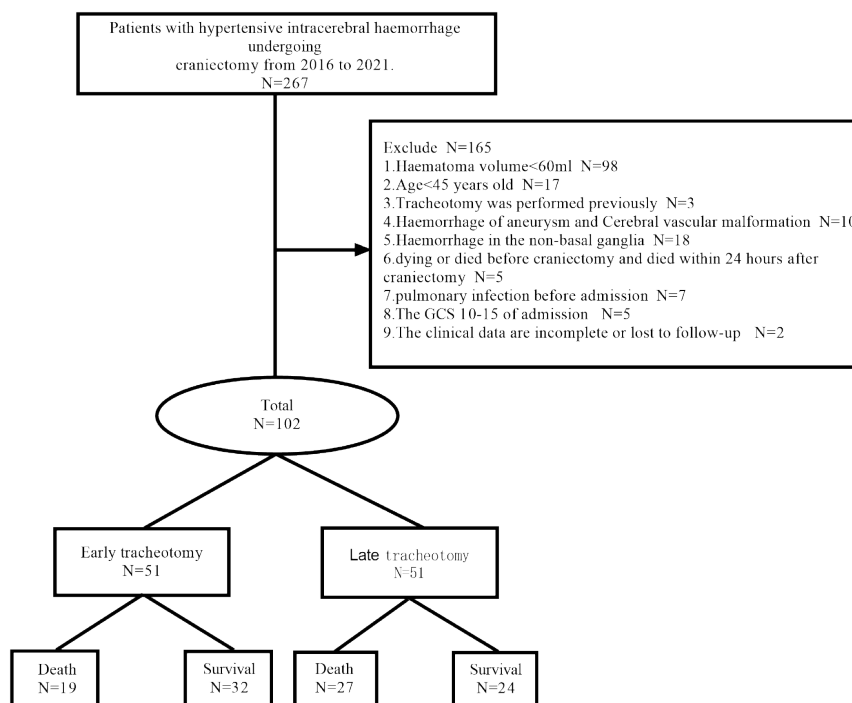 Patients with hypertensive intracerebral haemorrhage
undergoing
craniectomy from 2016 to 2021.
N=267
Exclude N=165
1.Haematoma volume<60ml N=98
2.Age<45 years old N=17
3.Tracheotomy was performed previously N=3
4.Haemorrhage of aneurysm and Cerebral vascular malformation N=10
5.Haemorrhage in the non-basal ganglia N=18
6.dying or died before craniectomy and died within 24 hours after
craniectomy N=5
7.pulmonary infection before admission N=7
8.The GCS 10-15 of admission N=5
9.The clinical data are incomplete or lost to follow-up N=2
Total
N=102
Early tracheotomy
N=51
Late tracheotomy
N=51
Death
N=19
Survival
N=32
Death
N=27
Survival
N=24